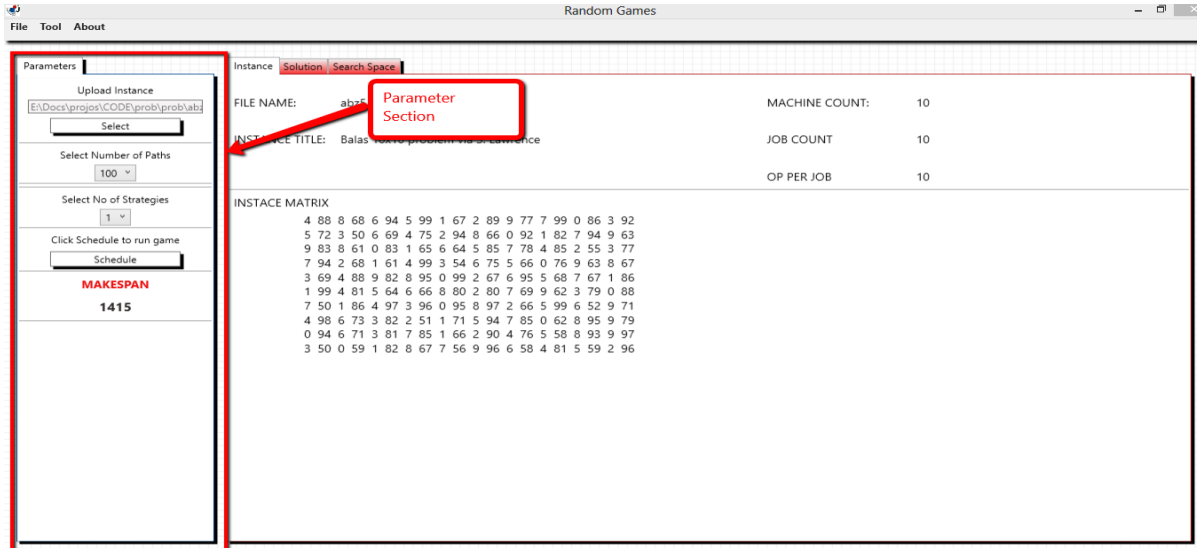 Random Games
File Tool About
Parameters
Upload Instance
E:\Docs\projos\CODE\prob\prob\abz
Select
Select Number of Paths
100
Select No of Strategies
1
Click Schedule to run game
Schedule
MAKESPAN
1415
Instance Solution Search Space
Parameter
Section
FILE NAME: abz5 MACHINE COUNT: 10
INSTANCE TITLE: Balas 10x10 problem via S. Lawrence JOB COUNT 10
OP PER JOB 10
INSTACE MATRIX
4 88 8 68 6 94 5 99 1 67 2 89 9 77 7 99 0 86 3 92
5 72 3 50 6 69 4 75 2 94 8 66 0 92 1 82 7 94 9 63
9 83 8 61 0 83 1 65 6 64 5 85 7 78 4 85 2 55 3 77
7 94 2 68 1 61 4 99 3 54 6 75 5 66 0 76 9 63 8 67
3 69 4 88 9 82 8 95 0 99 2 67 6 95 5 68 7 67 1 86
1 99 4 81 5 64 6 66 8 80 2 80 7 69 9 62 3 79 0 88
7 50 1 86 4 97 3 96 0 95 8 97 2 66 5 99 6 52 9 71
4 98 6 73 3 82 2 51 1 71 5 94 7 85 0 62 8 95 9 79
0 94 6 71 3 81 7 85 1 66 2 90 4 76 5 58 8 93 9 97
3 50 0 59 1 82 8 67 7 56 9 96 6 58 4 81 5 59 2 96